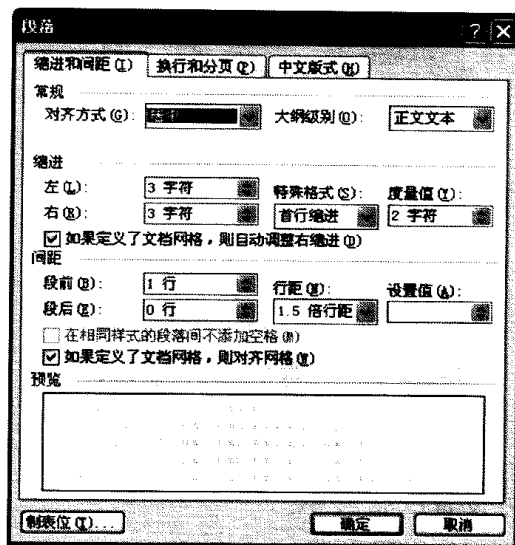 段落
缩进和间距(I) 换行和分页(P) 中文版式(H)
常规
对齐方式(G): 大纲级别(O): 正文文本
缩进
左(L): 3 字符 特殊格式(S): 度量值(Y):
右(R): 3 字符 首行缩进 2 字符
如果定义了文档网格，则自动调整右缩进(D)
间距
段前(B): 1 行 行距(N): 设置值(A):
段后(E): 0 行 1.5 倍行距
在相同样式的段落间不添加空格(M)
如果定义了文档网格，则对齐网格(W)
预览
制表位(T)... 确定 取消